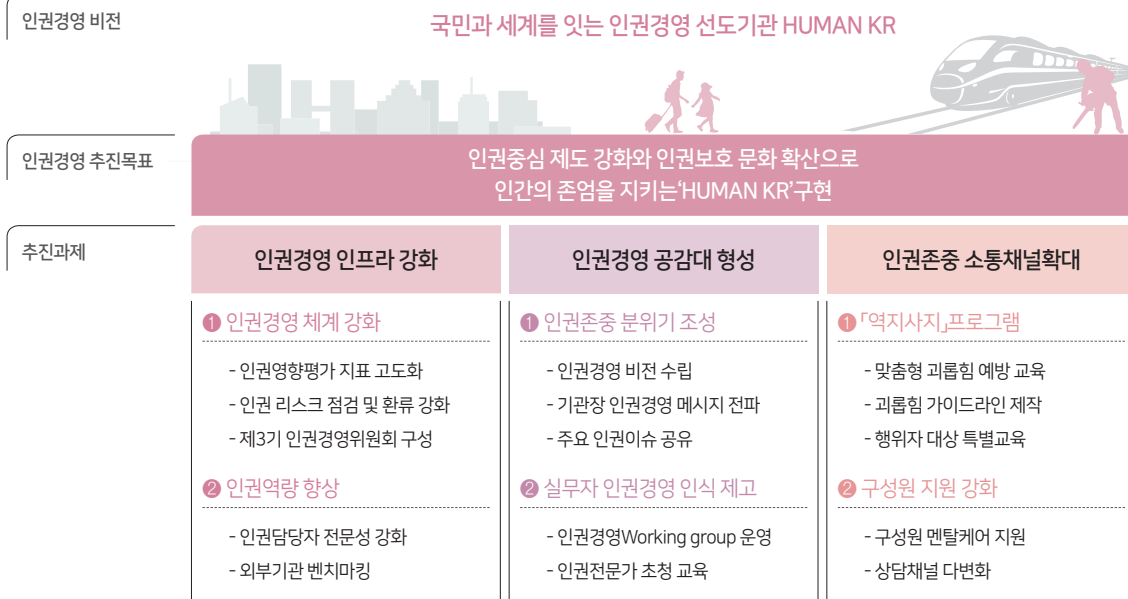 인권경영 비전
국민과 세계를 잇는 인권경영 선도기관 HUMAN KR
인권경영 추진목표
인권중심 제도 강화와 인권보호 문화 확산으로
인간의 존엄을 지키는‘HUMAN KR’구현
추진과제
인권경영 인프라 강화
❶ 인권경영 체계 강화
- 인권영향평가 지표 고도화
- 인권 리스크 점검 및 환류 강화
- 제3기 인권경영위원회 구성
❷ 인권역량 향상
- 인권담당자 전문성 강화
- 외부기관 벤치마킹
인권경영 공감대 형성
❶ 인권존중 분위기 조성
- 인권경영 비전 수립
- 기관장 인권경영 메시지 전파
- 주요 인권이슈 공유
❷ 실무자 인권경영 인식 제고
- 인권경영Working group 운영
- 인권전문가 초청 교육
인권존중 소통채널확대
❶ ｢역지사지｣프로그램
- 맞춤형 괴롭힘 예방 교육
- 괴롭힘 가이드라인 제작
- 행위자 대상 특별교육
❷ 구성원 지원 강화
- 구성원 멘탈케어 지원
- 상담채널 다변화